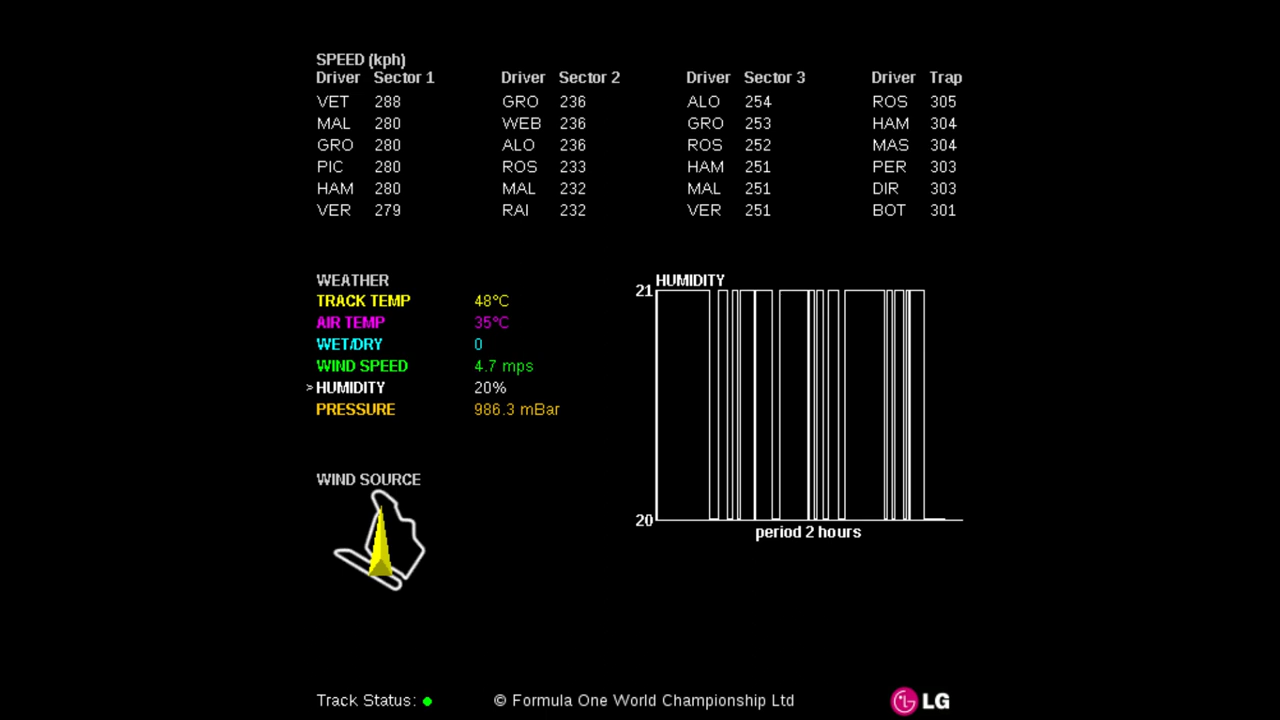 SPEED (kph)
Driver Sector 1 Driver Sector 2 Driver Sector 3 Driver Trap
VET 288 GRO 236 ALO 254 ROS 305
MAL 280 WEB 236 GRO 253 HAM 304
GRO 280 ALO 236 ROS 252 MAS 304
PIC 280 ROS 233 HAM 251 PER 303
HAM 280 MAL 232 MAL 251 DIR 303
VER 279 RAI 232 VER 251 BOT 301
WEATHER
TRACK TEMP 48°C
AIR TEMP 35°C
WET/DRY 0
WIND SPEED 4.7 mps
>HUMIDITY 20%
PRESSURE 986.3 mBar
HUMIDITY
21
20
period 2 hours
WIND SOURCE
Track Status: © Formula One World Championship Ltd LG